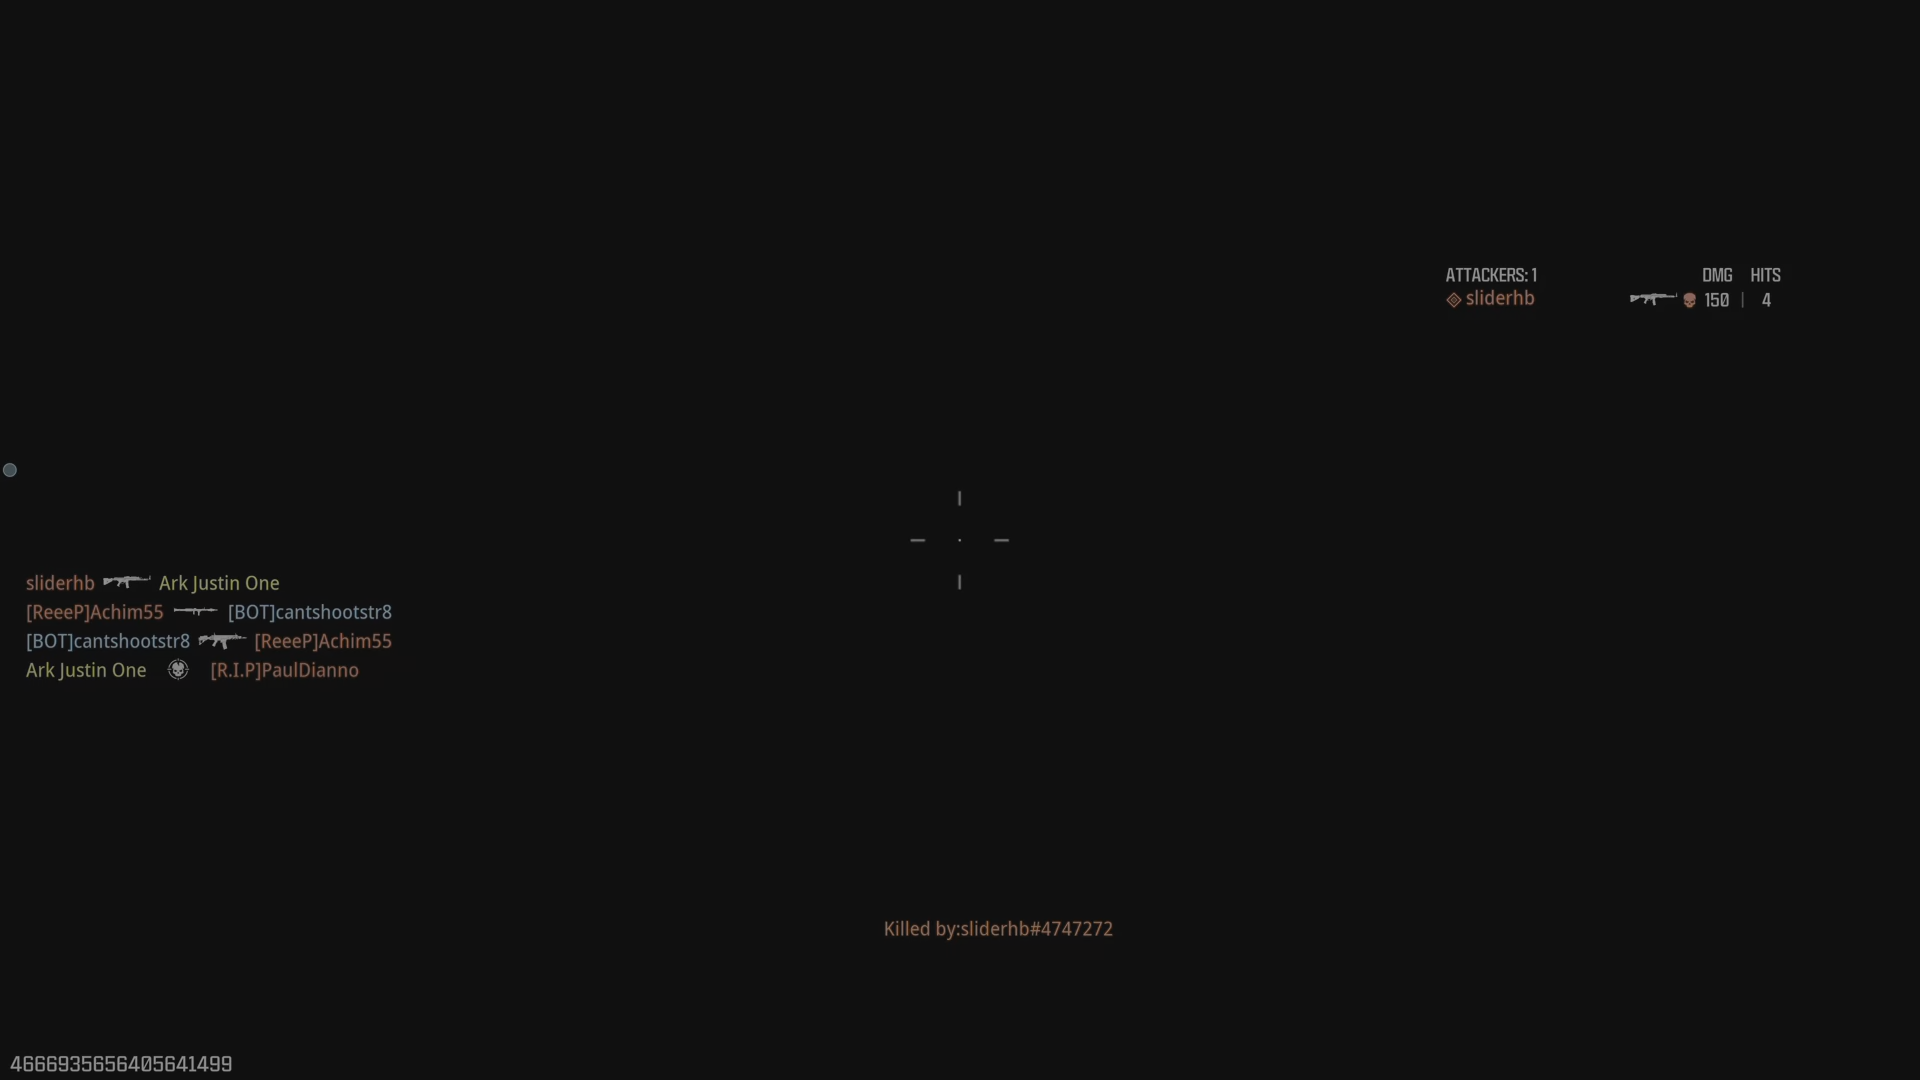 ATTACKERS: 1 DMG HITS
sliderhb 150 | 4
sliderhb Ark Justin One
[ReeeP]Achim55 [BOT]cantshootstr8
[BOT]cantshootstr8 [ReeeP]Achim55
Ark Justin One [R.I.P]PaulDianno
Killed by:sliderhb#4747272
4666935656405641499